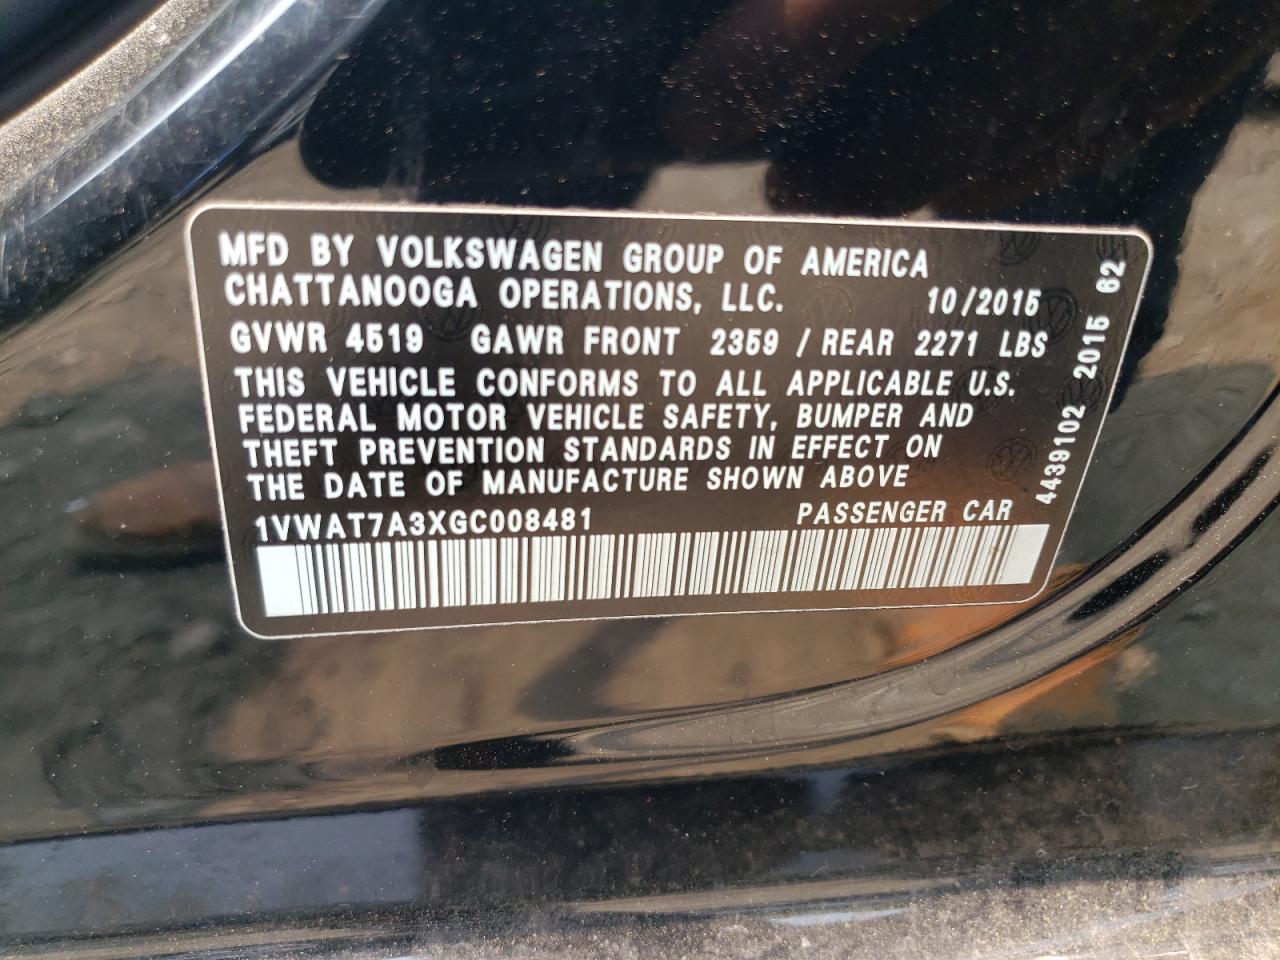 MFD BY VOLKSWAGEN GROUP OF AMERICA
CHATTANOOGA OPERATIONS, LLC. 10/2015
GVWR 4519 GAWR FRONT 2359 / REAR 2271 LBS
THIS VEHICLE CONFORMS TO ALL APPLICABLE U.S.
FEDERAL MOTOR VEHICLE SAFETY, BUMPER AND
THEFT PREVENTION STANDARDS IN EFFECT ON
THE DATE OF MANUFACTURE SHOWN ABOVE
1VWAT7A3XGC008481 PASSENGER CAR
4439102 2015 62